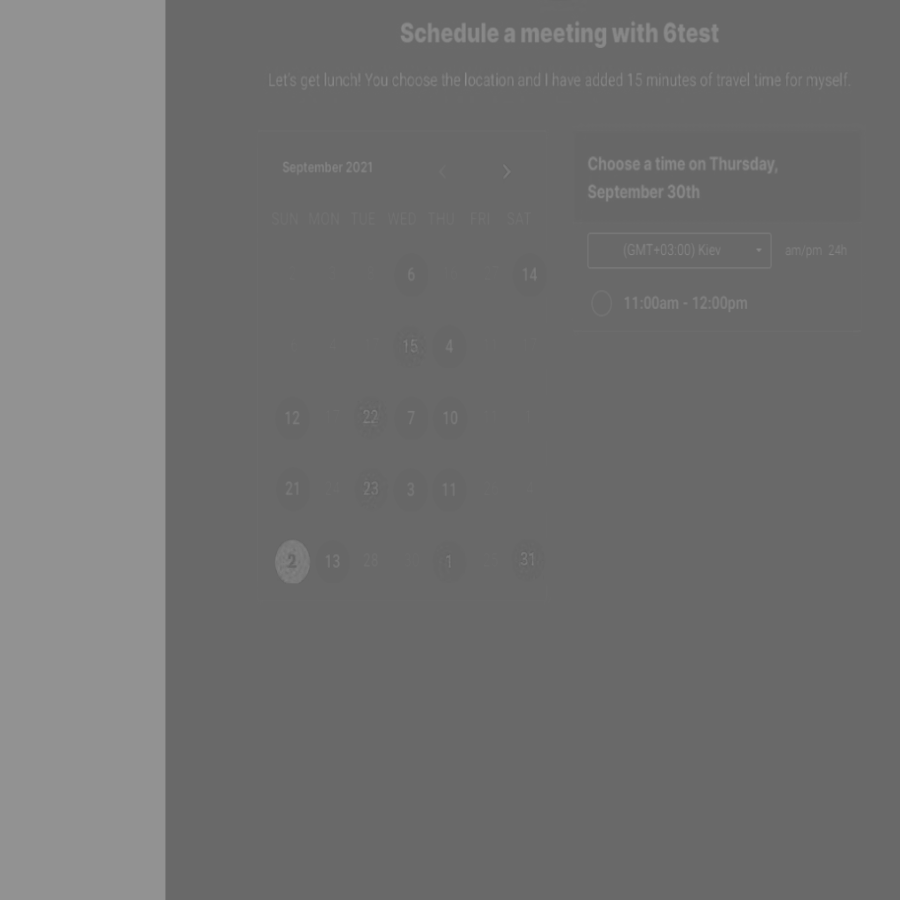 Schedule a meeting with 6test
Let's get lunch! You choose the location and I have added 15 minutes of travel time for myself.
September 2021
Choose a time on Thursday,
September 30th
SUN MON TUE WED THU FRI SAT
(GMT+03:00) Kiev am/pm 24h
6 14
11:00am - 12:00pm
15 4
12 22 7 10
21 23 3 11
2 13 28 1 31